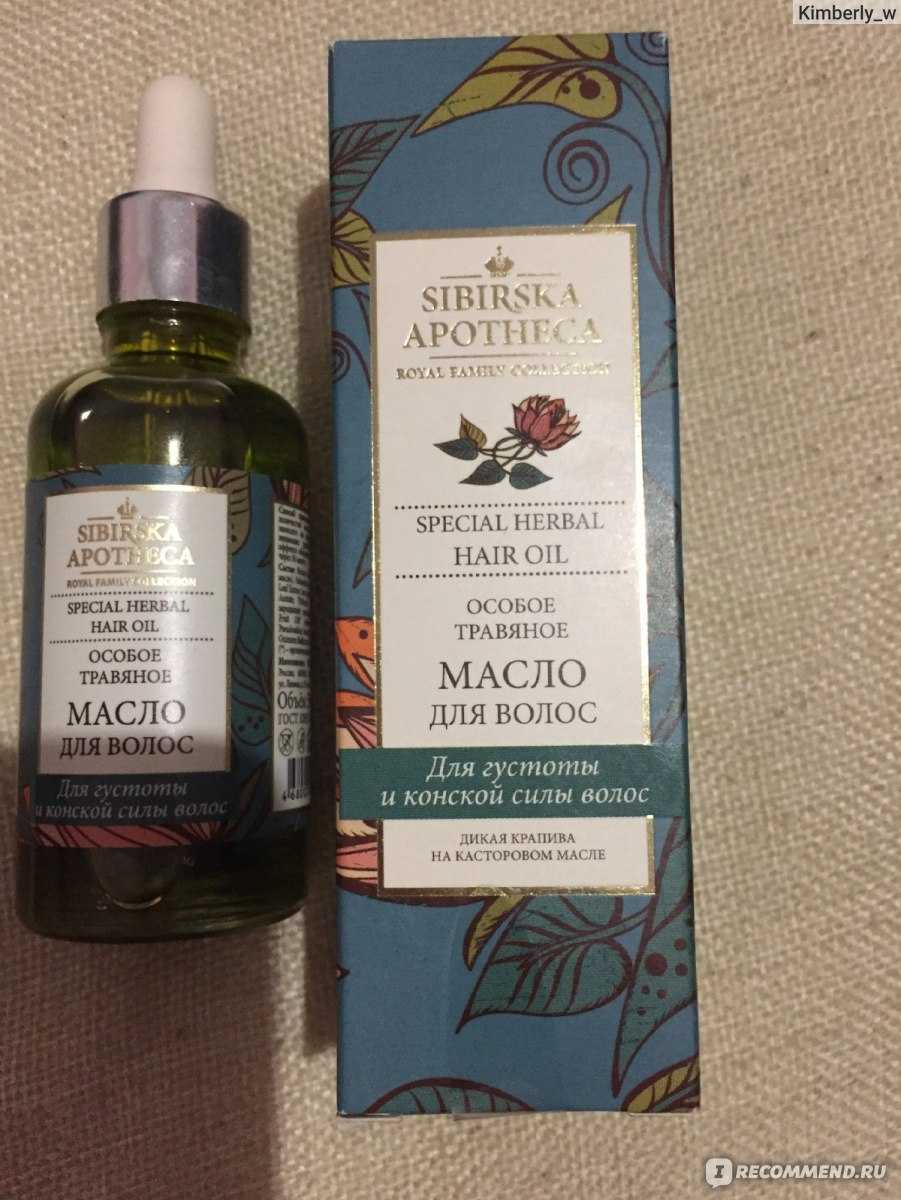 Kimberly_w
SIBIRSKA
APOTHECA
ROYAL FAMILY COLLECTION
SPECIAL HERBAL
HAIR OIL
ОСОБОЕ
ТРАВЯНОЕ
МАСЛО
ДЛЯ ВОЛОС
Для густоты
и конской силы волос
Объём
ГОСТ
SIBIRSKA
APOTHECA
ROYAL FAMILY COLLECTION
SPECIAL HERBAL
HAIR OIL
ОСОБОЕ
ТРАВЯНОЕ
МАСЛО
ДЛЯ ВОЛОС
Для густоты
и конской силы волос
ДИКАЯ КРАПИВА
НА КАСТОРОВОМ МАСЛЕ
IRECOMMEND.RU